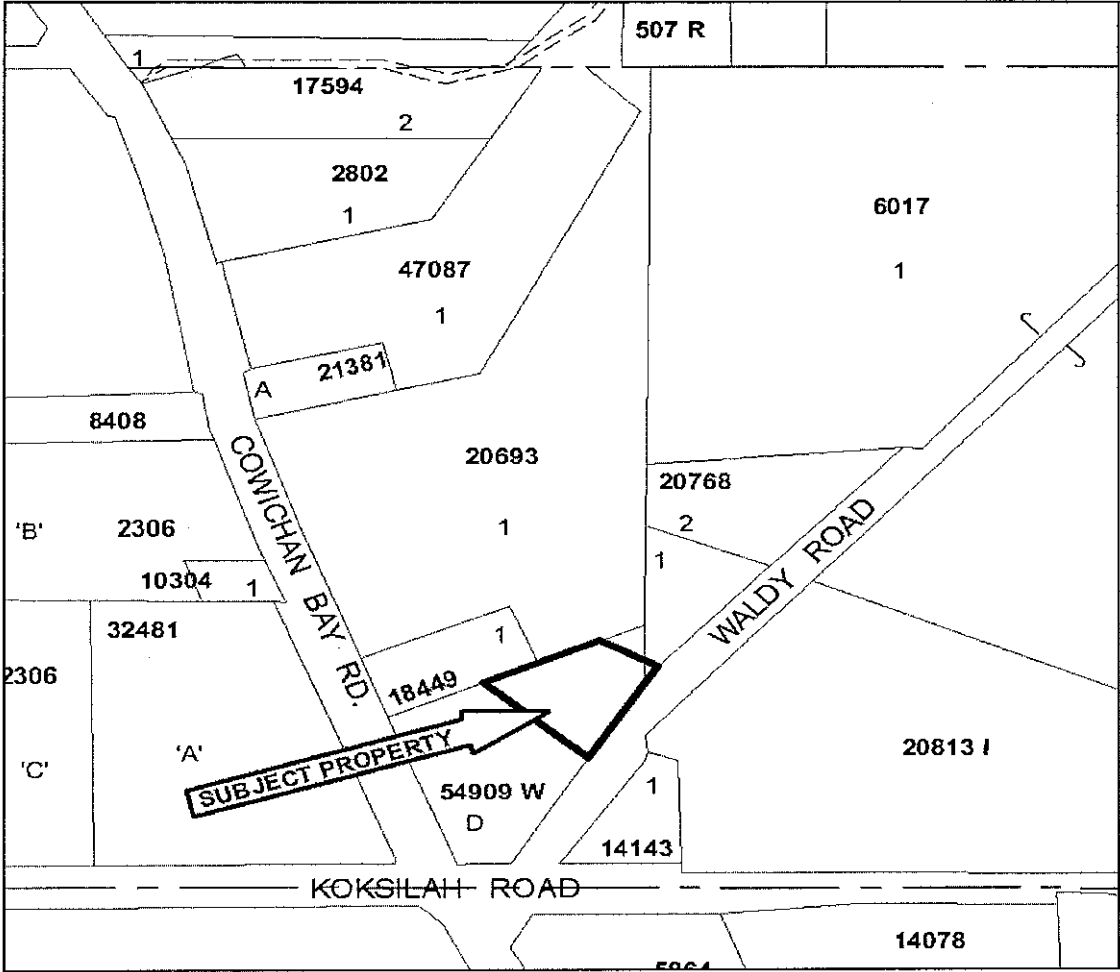 507 R
1
17594
2
2802
1
6017
1
47087
1
21381
A
8408
COWICHAN BAY RD.
20693
1
20768
2
1
'B'
2306
10304
1
WALDY ROAD
32481
2306
1
18449
'A'
'C'
SUBJECT PROPERTY
54909 W
D
20813 I
1
14143
KOKSILAH ROAD
14078
5864